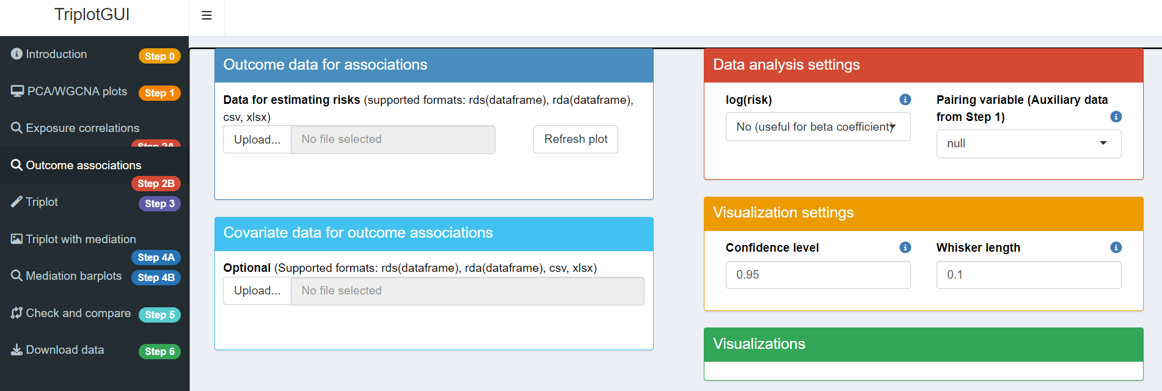 TriplotGUI
Introduction
Step 0
PCA/WGCNA plots
Step 1
Exposure correlations
Step 2A
Outcome associations
Step 2B
Triplot
Step 3
Triplot with mediation
Step 4A
Mediation barplots
Step 4B
Check and compare
Step 5
Download data
Step 6
Outcome data for associations
Data for estimating risks (supported formats: rds(dataframe), rda(dataframe),
csv, xlsx)
Upload... No file selected
Refresh plot
Covariate data for outcome associations
Optional (Supported formats: rds(dataframe), rda(dataframe), csv, xlsx)
Upload... No file selected
Data analysis settings
log(risk)
No (useful for beta coefficient)
Pairing variable (Auxiliary data
from Step 1)
null
Visualization settings
Confidence level
0.95
Whisker length
0.1
Visualizations